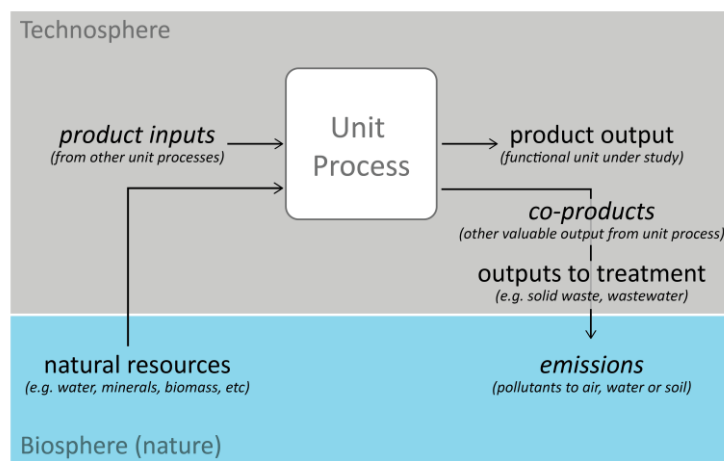 Technosphere
Unit
Process
product inputs
(from other unit processes)
product output
(functional unit under study)
co-products
(other valuable output from unit process)
outputs to treatment
(e.g. solid waste, wastewater)
natural resources
(e.g. water, minerals, biomass, etc)
emissions
(pollutants to air, water or soil)
Biosphere (nature)